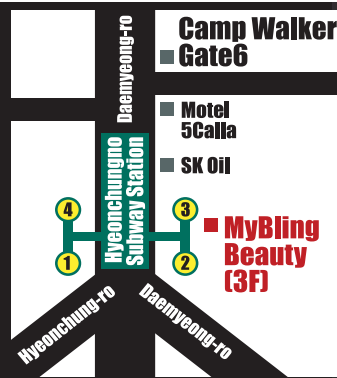 Camp Walker
Gate6
Daemyeong-ro
Motel
5Calla
SK Oil
Hyeonchungno
Subway Station
4
3
1
2
MyBling
Beauty
(3F)
Hyeonchung-ro
Daemyeong-ro